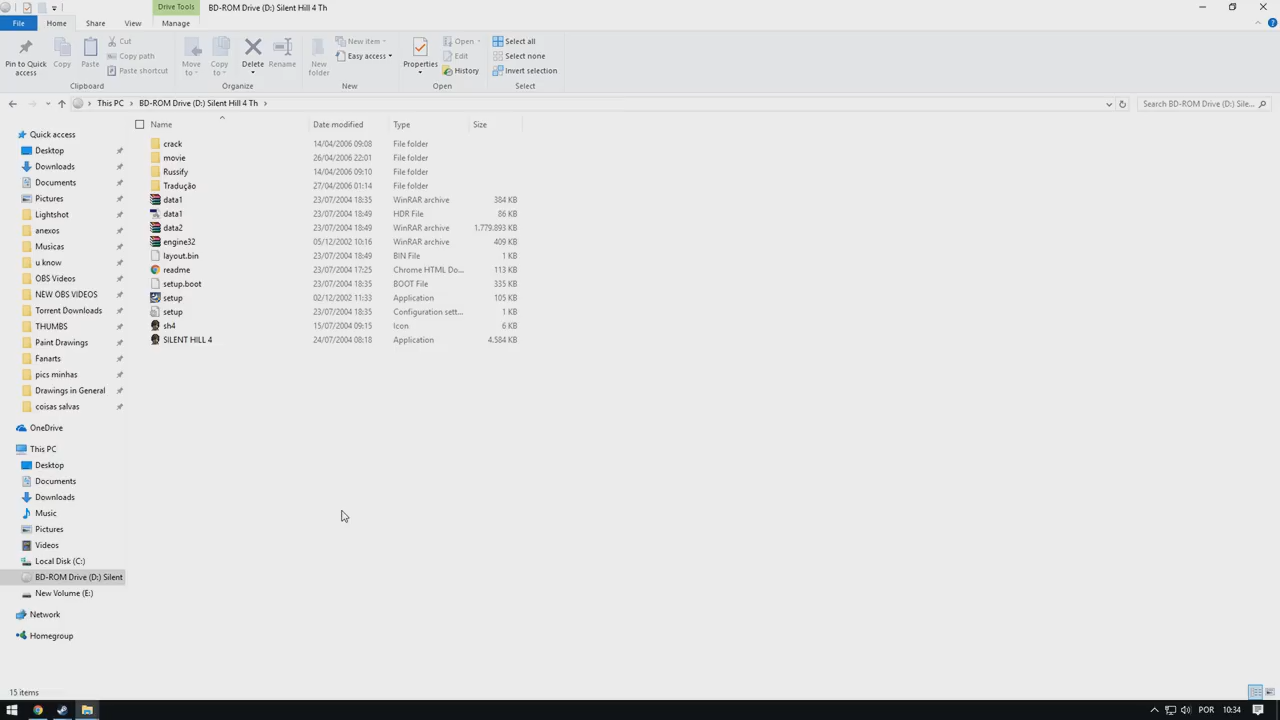 Drive Tools
BD-ROM Drive (D:) Silent Hill 4 Th
File
Home
Share
View
Manage
Pin to Quick access
Copy
Paste
Cut
Copy path
Paste shortcut
Clipboard
Move to
Copy to
Delete
Rename
Organize
New folder
New item
Easy access
New
Properties
Open
Edit
History
Open
Select all
Select none
Invert selection
Select
This PC
BD-ROM Drive (D:) Silent Hill 4 Th
Search BD-ROM Drive (D:) Sile...
Name Date modified Type Size
crack 14/04/2006 09:08 File folder
movie 26/04/2006 22:01 File folder
Russify 14/04/2006 09:10 File folder
Tradução 27/04/2006 01:14 File folder
data1 23/07/2004 18:35 WinRAR archive 384 KB
data1 23/07/2004 18:49 HDR File 86 KB
data2 23/07/2004 18:49 WinRAR archive 1.779.893 KB
engine32 05/12/2002 10:16 WinRAR archive 409 KB
layout.bin 23/07/2004 18:49 BIN File 1 KB
readme 23/07/2004 17:25 Chrome HTML Do... 113 KB
setup.boot 23/07/2004 18:35 BOOT File 335 KB
setup 02/12/2002 11:33 Application 105 KB
setup 23/07/2004 18:35 Configuration sett... 1 KB
sh4 15/07/2004 09:15 Icon 6 KB
SILENT HILL 4 24/07/2004 08:18 Application 4.584 KB
Quick access
Desktop
Downloads
Documents
Pictures
Lightshot
anexos
Musicas
u know
OBS Videos
NEW OBS VIDEOS
Torrent Downloads
THUMBS
Paint Drawings
Fanarts
pics minhas
Drawings in General
coisas salvas
OneDrive
This PC
Desktop
Documents
Downloads
Music
Pictures
Videos
Local Disk (C:)
BD-ROM Drive (D:) Silent
New Volume (E:)
Network
Homegroup
15 items
POR
10:34